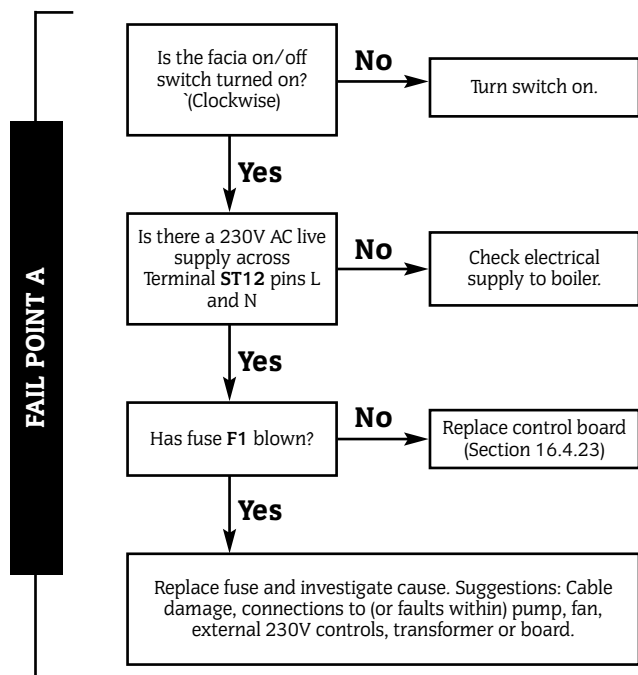 FAIL POINT A
Is the facia on/off
switch turned on?
`(Clockwise)
No
Turn switch on.
Yes
Is there a 230V AC live
supply across
Terminal ST12 pins L
and N
No
Check electrical
supply to boiler.
Yes
Has fuse F1 blown?
No
Replace control board
(Section 16.4.23)
Yes
Replace fuse and investigate cause. Suggestions: Cable
damage, connections to (or faults within) pump, fan,
external 230V controls, transformer or board.